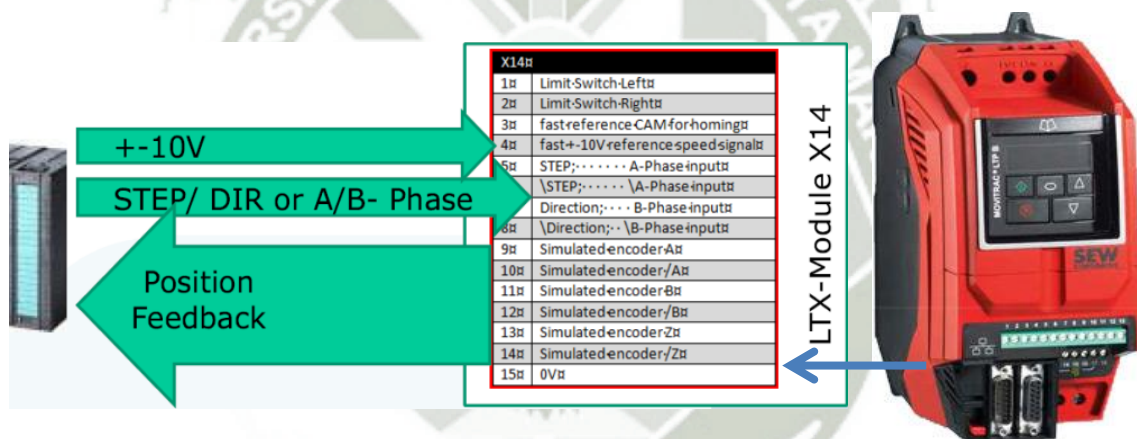 X14¤
1¤ Limit·Switch·Left¤
2¤ Limit·Switch·Right¤
3¤ fast·reference·CAM·for·homing¤
4¤ fast·+-10V·reference·speed·signal¤
5¤ STEP;······· A-Phase·input¤
\STEP;······ \A-Phase·input¤
Direction;···· B-Phase·input¤
8¤ \Direction;·· \B-Phase·input¤
9¤ Simulated·encoder·A¤
10¤ Simulated·encoder·/A¤
11¤ Simulated·encoder·B¤
12¤ Simulated·encoder·/B¤
13¤ Simulated·encoder·Z¤
14¤ Simulated·encoder·/Z¤
15¤ 0V¤
+-10V
STEP/ DIR or A/B- Phase
Position
Feedback
LTX-Module X14
MOVITRAC® LTP B
SEW
EURODRIVE